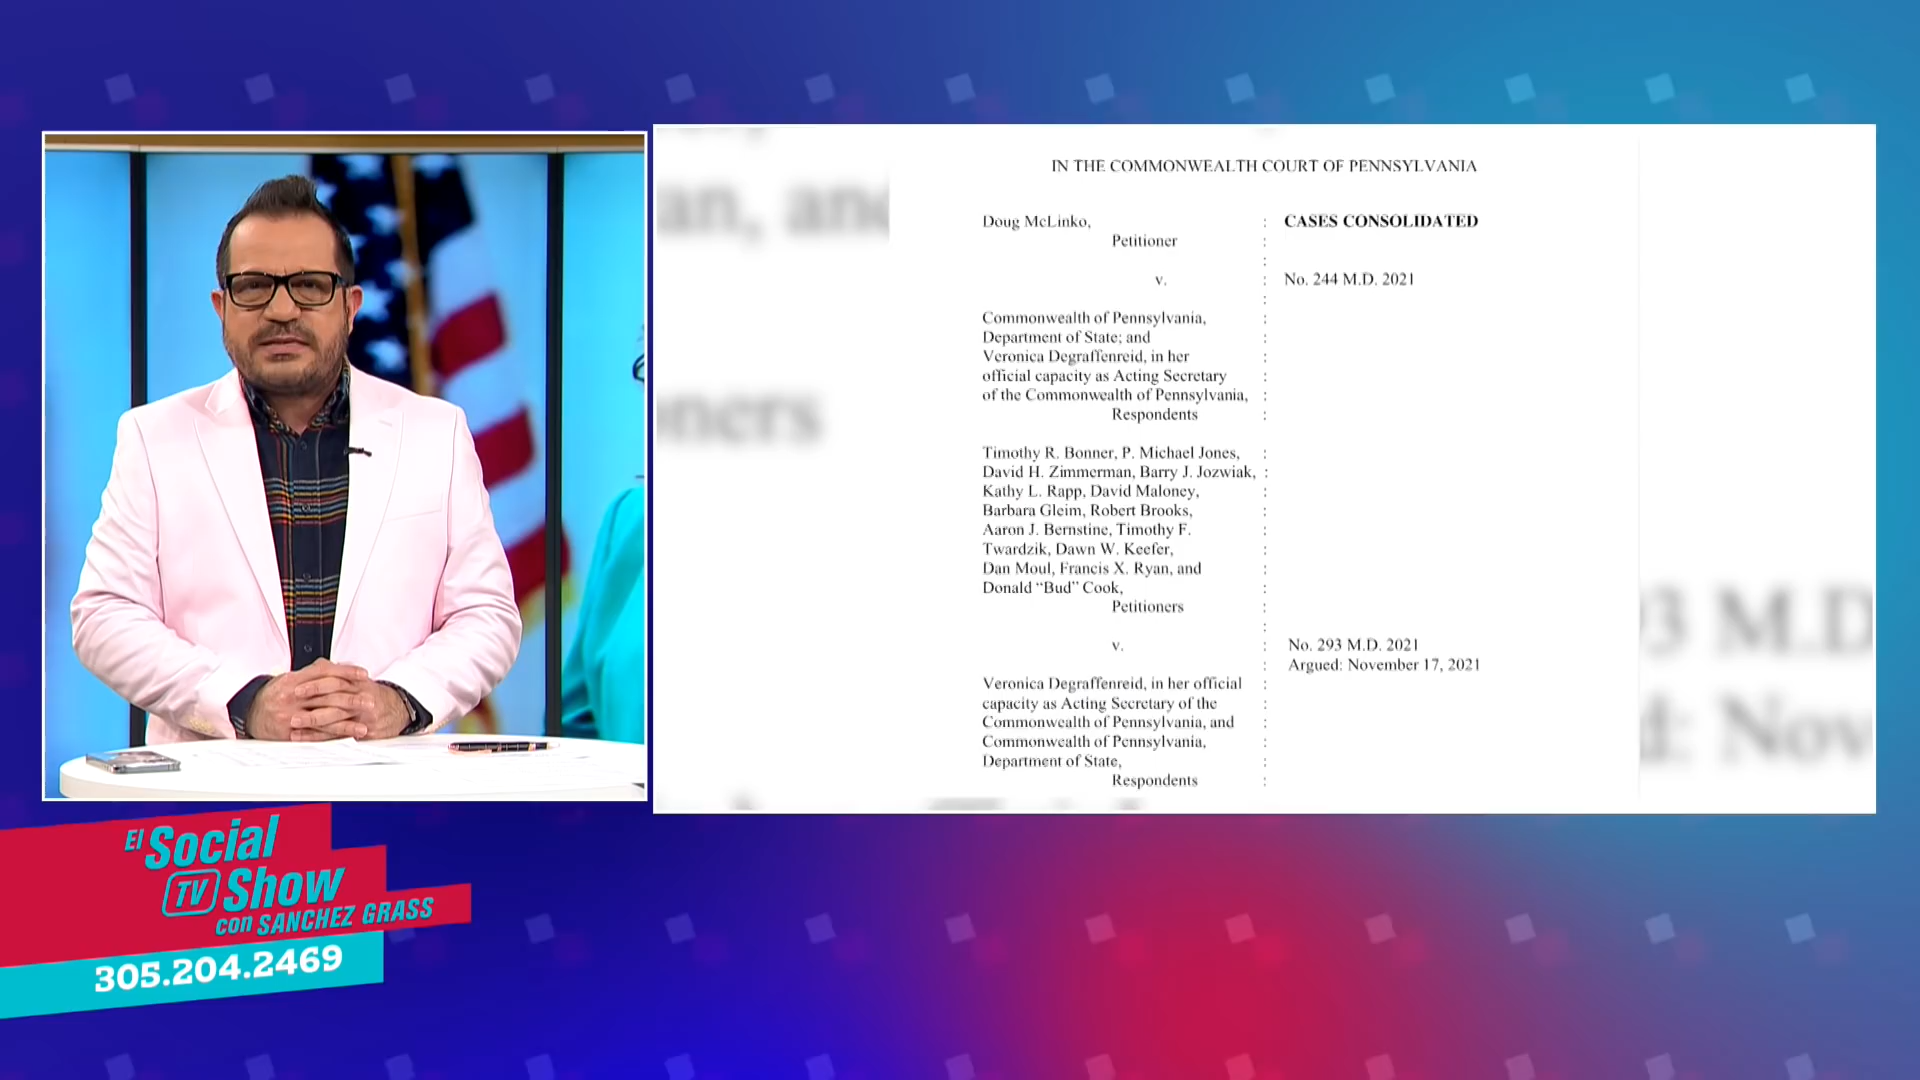 an, and
oners
3 M.D
d: Nov
IN THE COMMONWEALTH COURT OF PENNSYLVANIA
Doug McLinko, : CASES CONSOLIDATED
Petitioner :
:
v. : No. 244 M.D. 2021
:
Commonwealth of Pennsylvania, :
Department of State; and :
Veronica Degraffenreid, in her :
official capacity as Acting Secretary :
of the Commonwealth of Pennsylvania, :
Respondents :
Timothy R. Bonner, P. Michael Jones, :
David H. Zimmerman, Barry J. Jozwiak, :
Kathy L. Rapp, David Maloney, :
Barbara Gleim, Robert Brooks, :
Aaron J. Bernstine, Timothy F. :
Twardzik, Dawn W. Keefer, :
Dan Moul, Francis X. Ryan, and :
Donald “Bud” Cook, :
Petitioners :
:
v. : No. 293 M.D. 2021
: Argued: November 17, 2021
Veronica Degraffenreid, in her official :
capacity as Acting Secretary of the :
Commonwealth of Pennsylvania, and :
Commonwealth of Pennsylvania, :
Department of State, :
Respondents :
El Social
TV Show
con SANCHEZ GRASS
305.204.2469